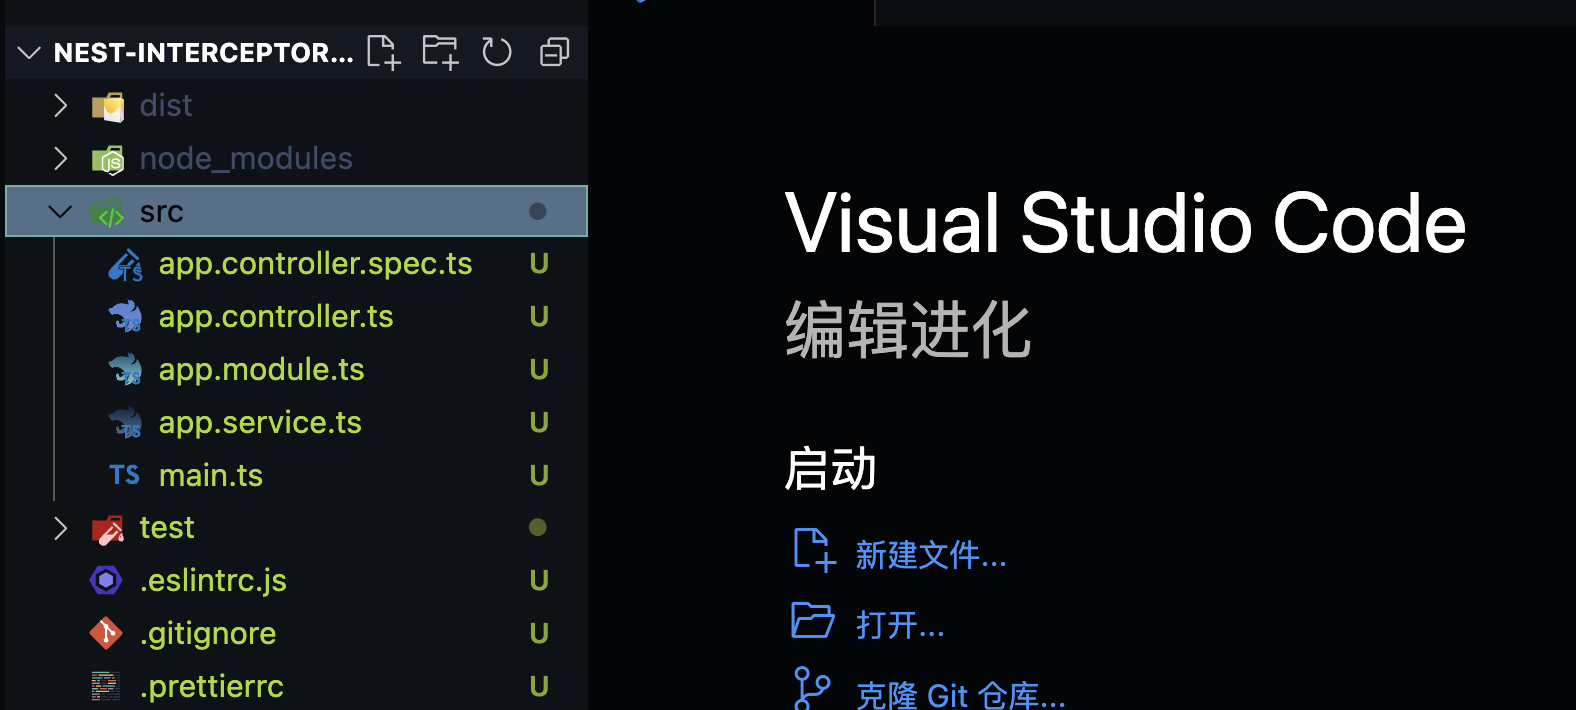 NEST-INTERCEPTOR...
dist
node_modules
src
app.controller.spec.ts U
app.controller.ts U
app.module.ts U
app.service.ts U
TS main.ts U
test
.eslintrc.js U
.gitignore U
.prettierrc U
Visual Studio Code
编辑进化
启动
新建文件...
打开...
克隆 Git 仓库...